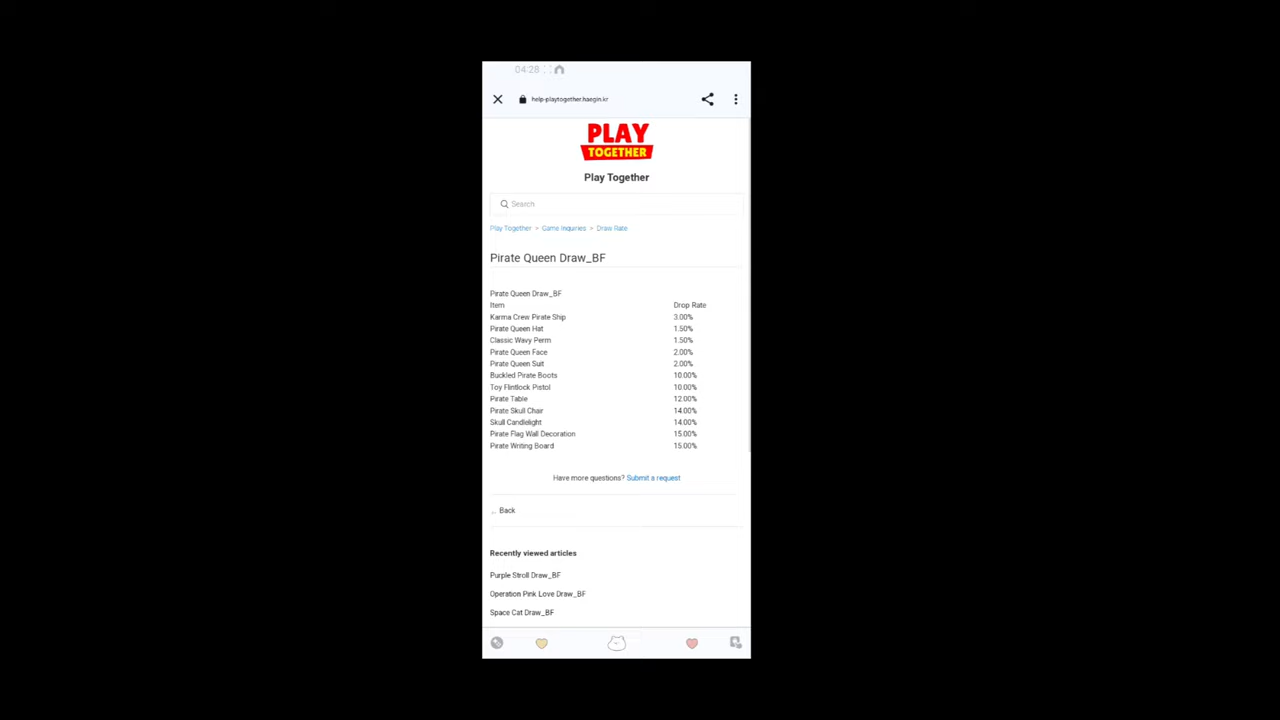 04:28
help-playtogether.haegin.kr
PLAY
TOGETHER
Play Together
Search
Play Together > Game Inquiries > Draw Rate
Pirate Queen Draw_BF
Pirate Queen Draw_BF
Item Drop Rate
Karma Crew Pirate Ship 3.00%
Pirate Queen Hat 1.50%
Classic Wavy Perm 1.50%
Pirate Queen Face 2.00%
Pirate Queen Suit 2.00%
Buckled Pirate Boots 10.00%
Toy Flintlock Pistol 10.00%
Pirate Table 12.00%
Pirate Skull Chair 14.00%
Skull Candlelight 14.00%
Pirate Flag Wall Decoration 15.00%
Pirate Writing Board 15.00%
Have more questions? Submit a request
Back
Recently viewed articles
Purple Stroll Draw_BF
Operation Pink Love Draw_BF
Space Cat Draw_BF